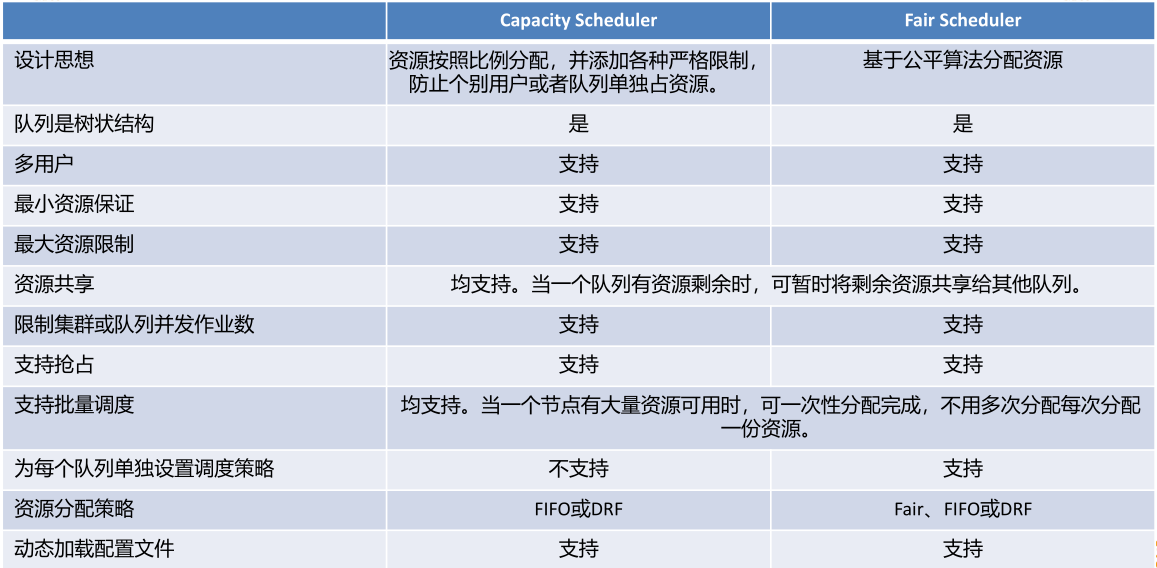 Capacity Scheduler Fair Scheduler
设计思想 资源按照比例分配，并添加各种严格限制， 基于公平算法分配资源
防止个别用户或者队列单独占资源。
队列是树状结构 是 是
多用户 支持 支持
最小资源保证 支持 支持
最大资源限制 支持 支持
资源共享 均支持。当一个队列有资源剩余时，可暂时将剩余资源共享给其他队列。
限制集群或队列并发作业数 支持 支持
支持抢占 支持 支持
支持批量调度 均支持。当一个节点有大量资源可用时，可一次性分配完成，不用多次分配每次分配
一份资源。
为每个队列单独设置调度策略 不支持 支持
资源分配策略 FIFO或DRF Fair、FIFO或DRF
动态加载配置文件 支持 支持